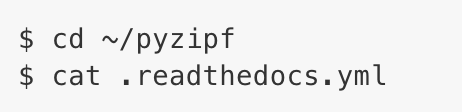 $ cd ~/pyzipf
$ cat .readthedocs.yml